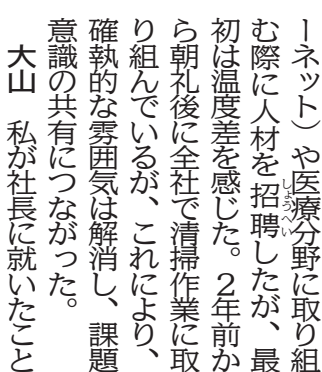 ーネット）や医療分野に取り組
む際に人材を招聘したが、最
初は温度差を感じた。２年前か
ら朝礼後に全社で清掃作業に取
り組んでいるが、これにより、
確執的な雰囲気は解消し、課題
意識の共有につながった。
大山　私が社長に就いたこと